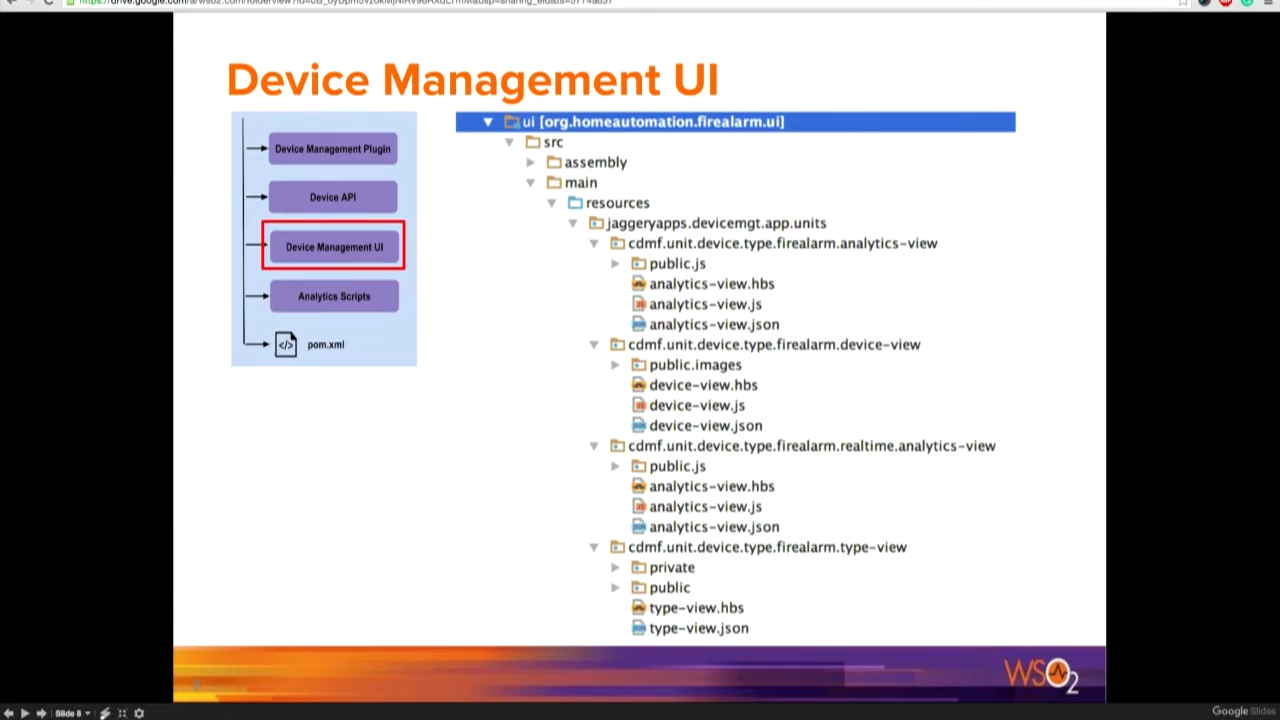 Device Management UI
Device Management Plugin
Device API
Device Management UI
Analytics Scripts
</> pom.xml
ui [org.homeautomation.firealarm.ui]
src
assembly
main
resources
jaggeryapps.devicemgt.app.units
cdmf.unit.device.type.firealarm.analytics-view
public.js
analytics-view.hbs
analytics-view.js
analytics-view.json
cdmf.unit.device.type.firealarm.device-view
public.images
device-view.hbs
device-view.js
device-view.json
cdmf.unit.device.type.firealarm.realtime.analytics-view
public.js
analytics-view.hbs
analytics-view.js
analytics-view.json
cdmf.unit.device.type.firealarm.type-view
private
public
type-view.hbs
type-view.json
WSO2
Slide 8
Google Slides